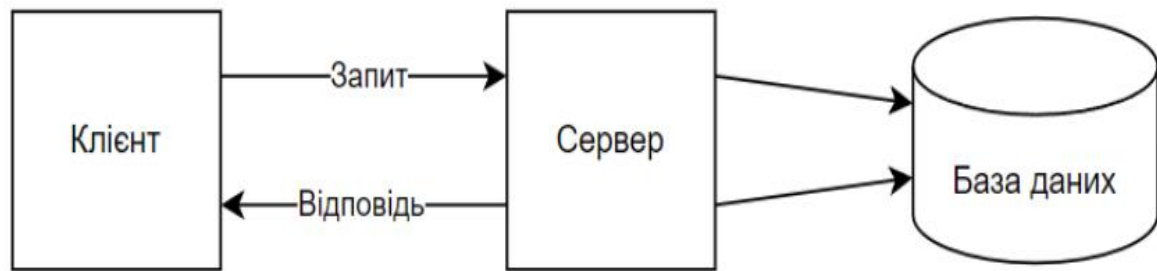 Клієнт
Запит
Відповідь
Сервер
База даних